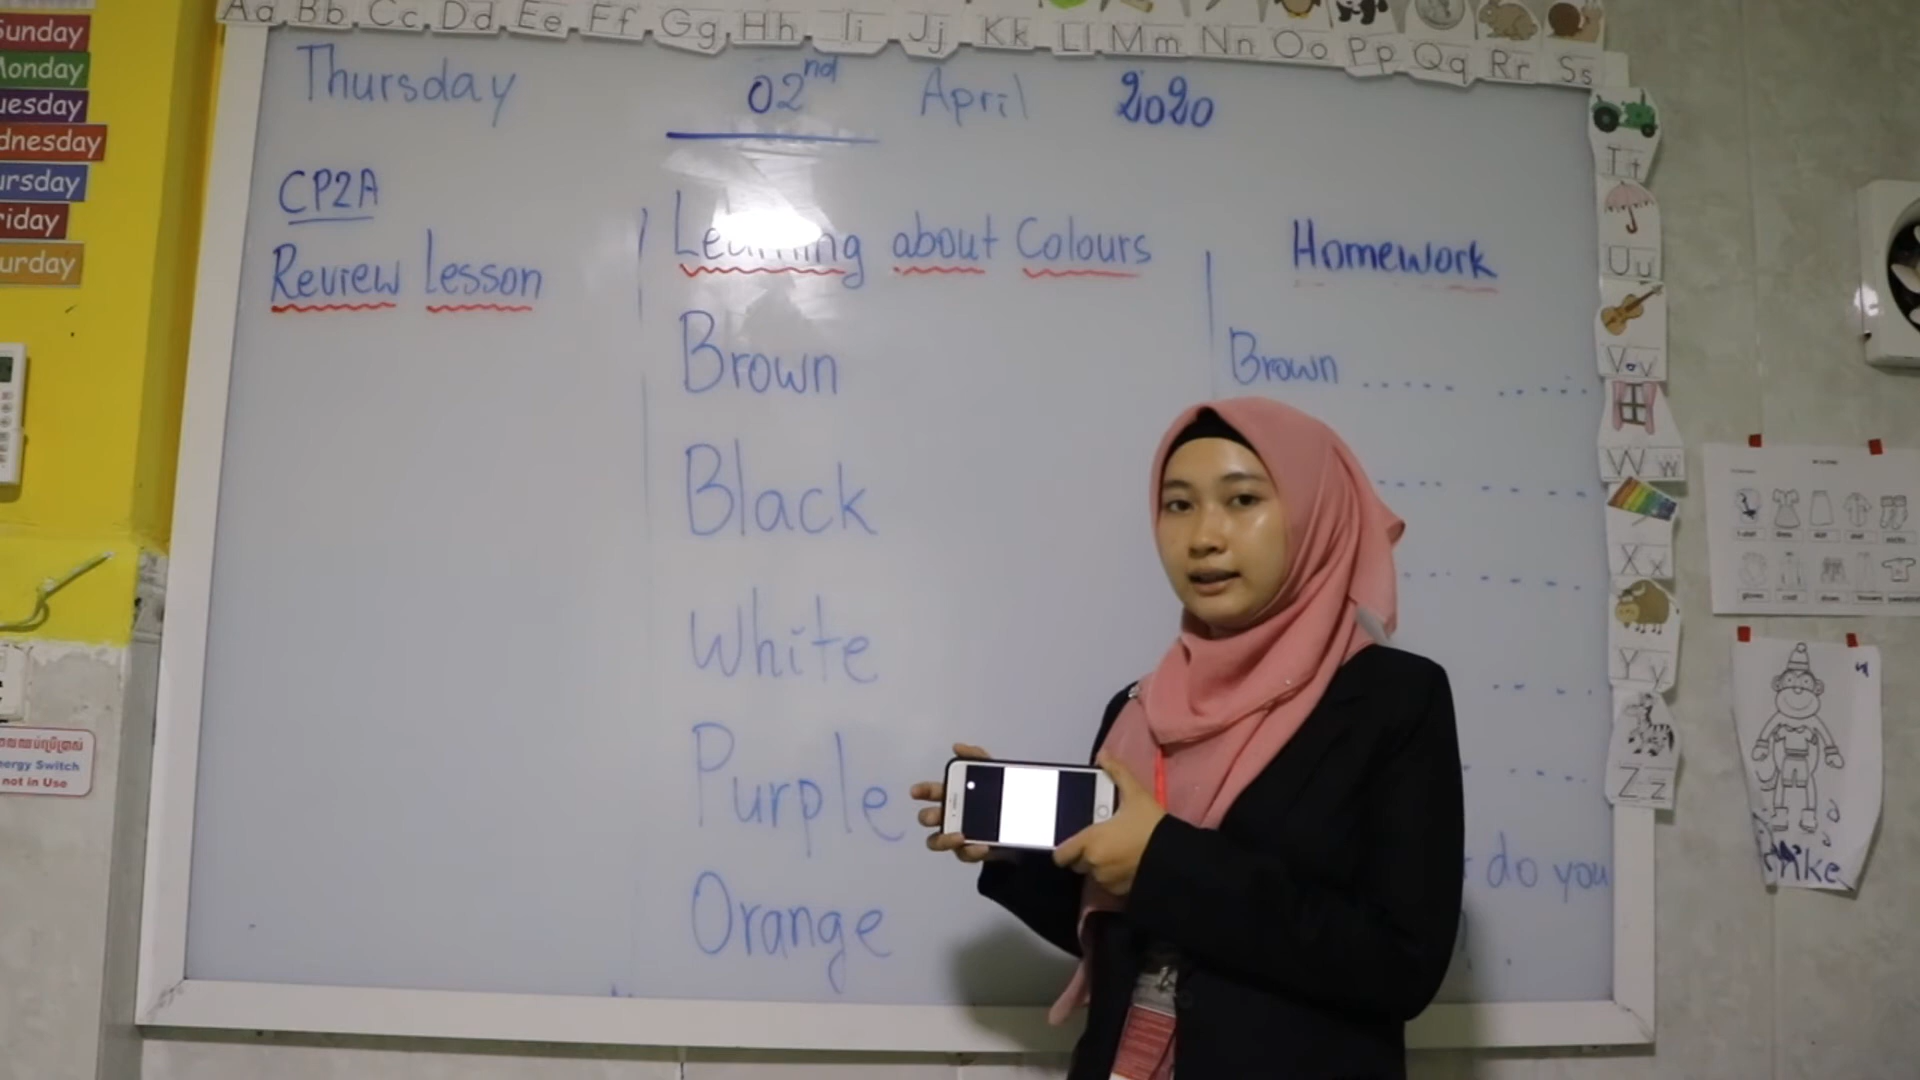 Aa Bb Cc Dd Ee Ff Gg Hh Ii Jj Kk Ll Mm Nn Oo Pp Qq Rr Ss
Tt
Uu
Vv
Ww
Xx
Yy
Zz
Sunday
Monday
uesday
dnesday
ursday
riday
urday
Thursday 02nd April 2020
CP2A
Review Lesson
Learning about Colours
Brown
Black
White
Purple
Orange
Homework
Brown ..... .....
do you
nergy Switch
not in Use
Mike